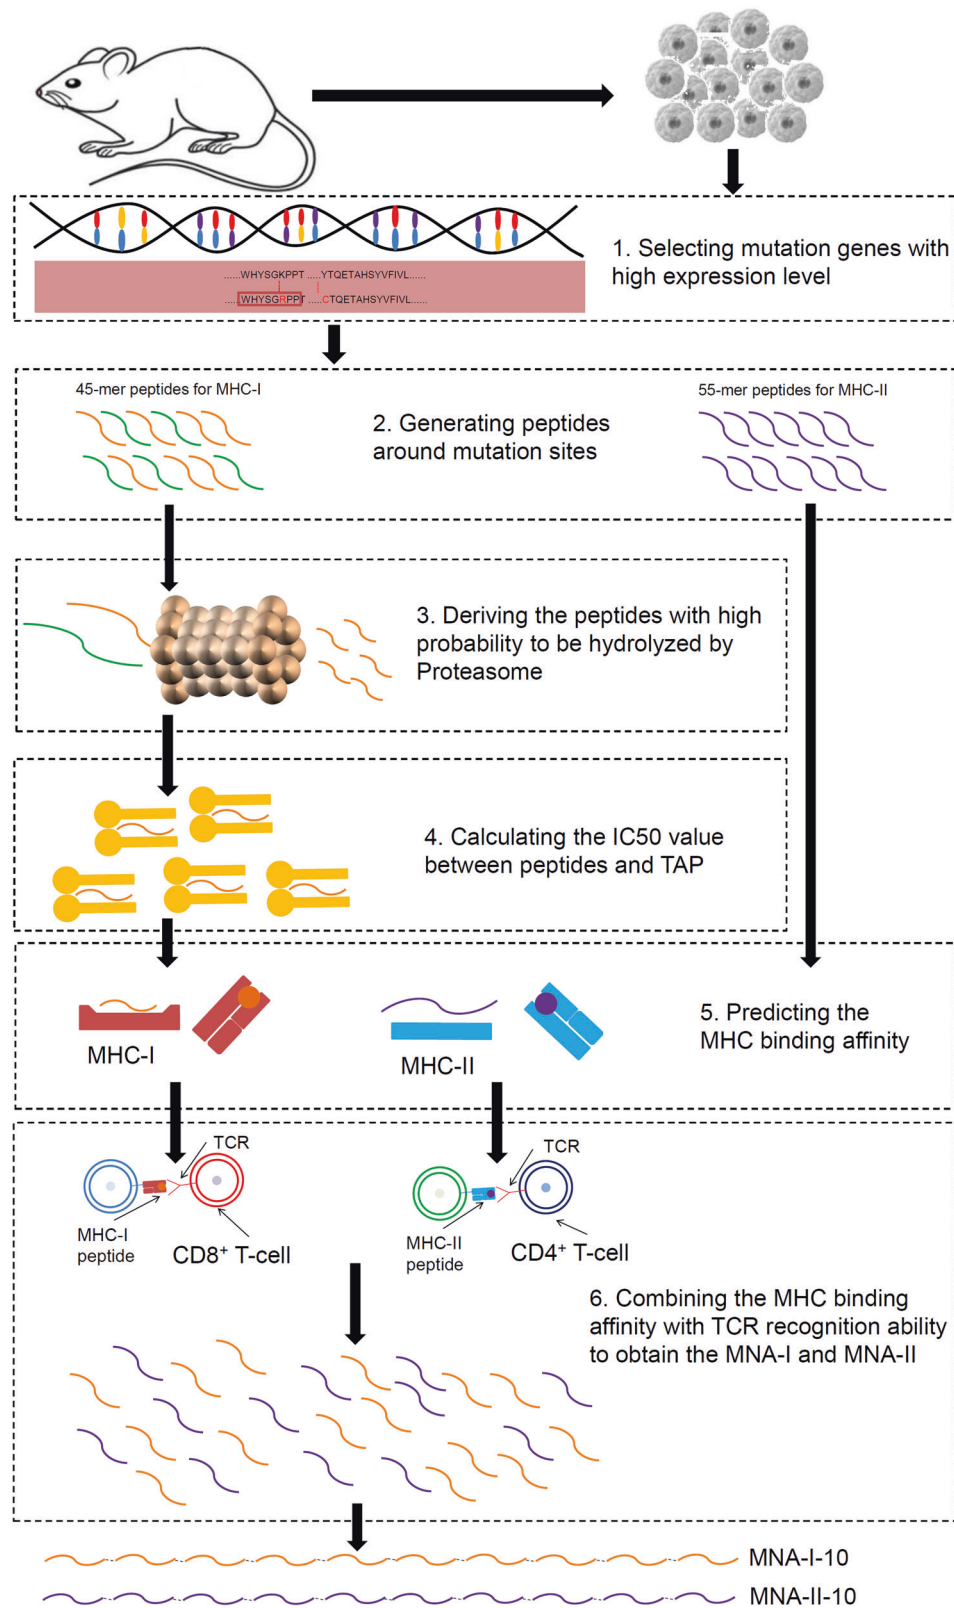 1. Selecting mutation genes with
high expression level
......WHYSGKPPT .....YTQETAHSYVFIVL......
.....WHYSGRPPT .....CTQETAHSYVFIVL......
45-mer peptides for MHC-I
55-mer peptides for MHC-II
2. Generating peptides
around mutation sites
3. Deriving the peptides with high
probability to be hydrolyzed by
Proteasome
4. Calculating the IC50 value
between peptides and TAP
5. Predicting the
MHC binding affinity
MHC-I
MHC-II
TCR
TCR
MHC-I
peptide
CD8⁺ T-cell
MHC-II
peptide
CD4⁺ T-cell
6. Combining the MHC binding
affinity with TCR recognition ability
to obtain the MNA-I and MNA-II
MNA-I-10
MNA-II-10